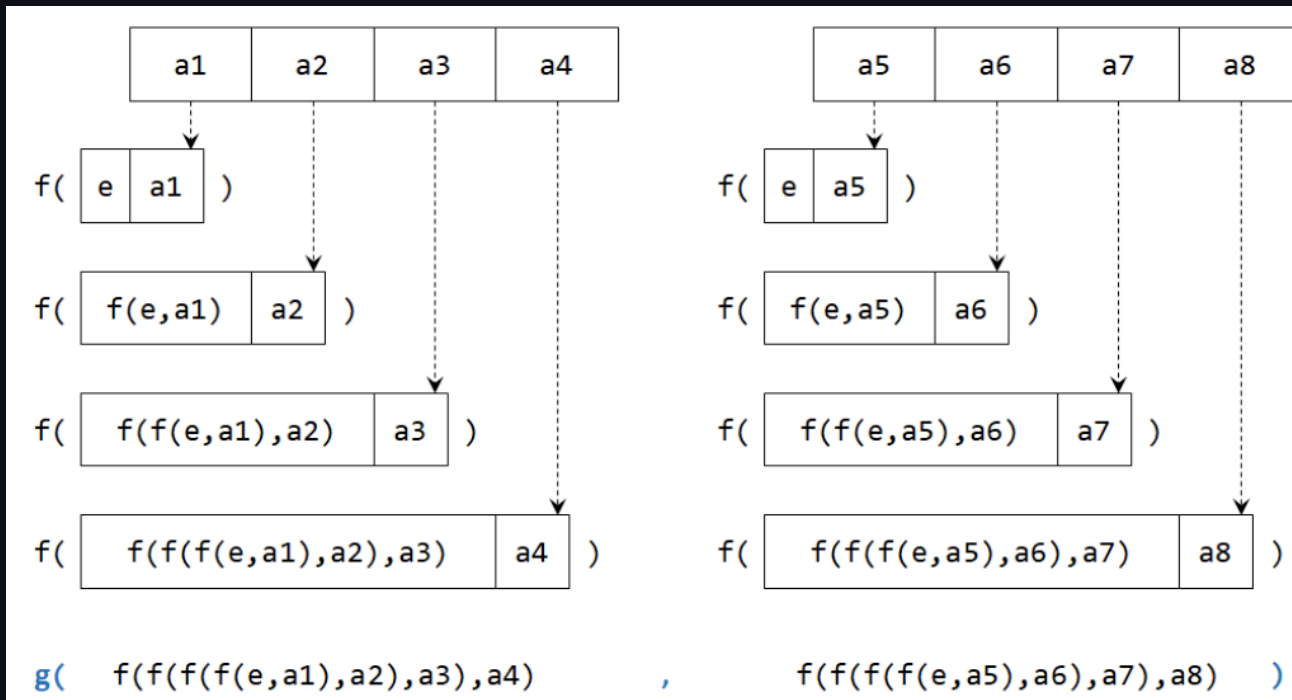 a1 a2 a3 a4 a5 a6 a7 a8
f( e a1 ) f( e a5 )
f( f(e,a1) a2 ) f( f(e,a5) a6 )
f( f(f(e,a1),a2) a3 ) f( f(f(e,a5),a6) a7 )
f( f(f(f(e,a1),a2),a3) a4 ) f( f(f(f(e,a5),a6),a7) a8 )
g( f(f(f(f(e,a1),a2),a3),a4) , f(f(f(f(e,a5),a6),a7),a8) )